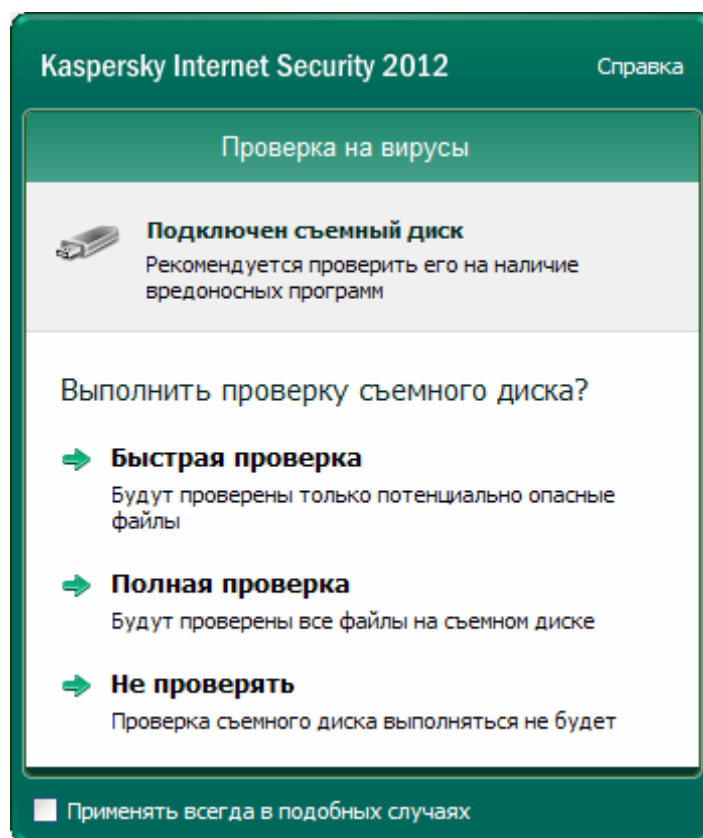 Kaspersky Internet Security 2012
Справка
Проверка на вирусы
Подключен съемный диск
Рекомендуется проверить его на наличие
вредоносных программ
Выполнить проверку съемного диска?
Быстрая проверка
Будут проверены только потенциально опасные
файлы
Полная проверка
Будут проверены все файлы на съемном диске
Не проверять
Проверка съемного диска выполняться не будет
Применять всегда в подобных случаях